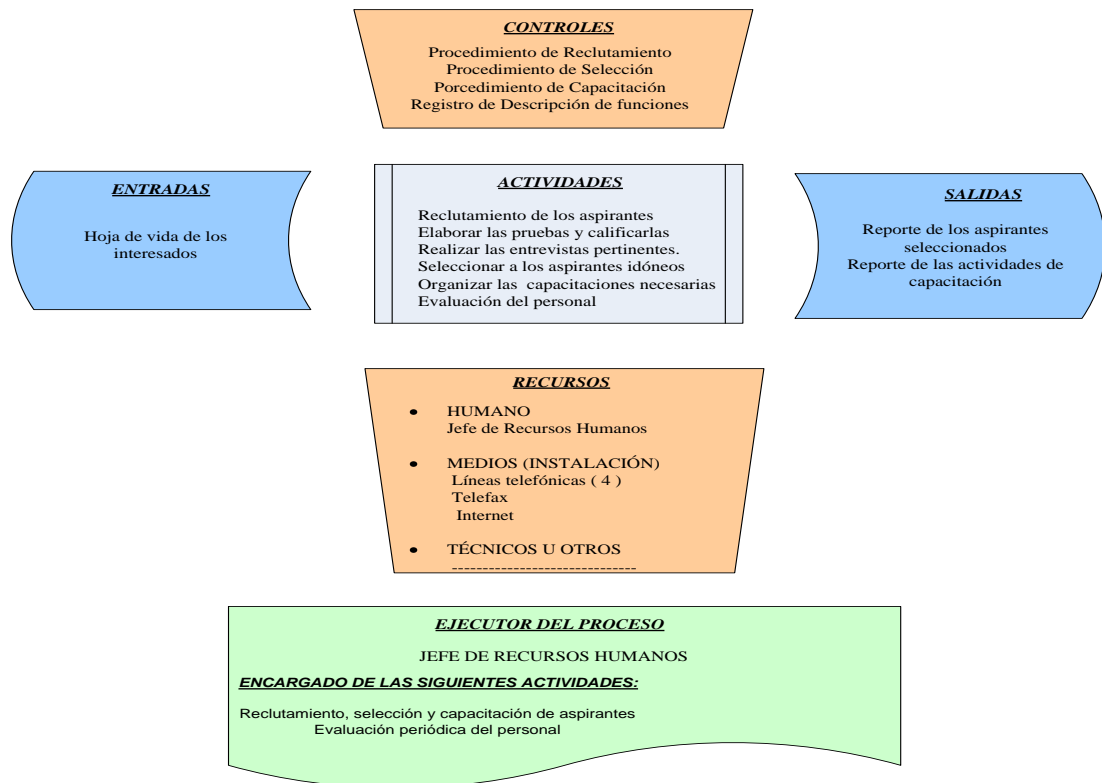 CONTROLES
Procedimiento de Reclutamiento
Procedimiento de Selección
Porcedimiento de Capacitación
Registro de Descripción de funciones
ENTRADAS
Hoja de vida de los
interesados
ACTIVIDADES
Reclutamiento de los aspirantes
Elaborar las pruebas y calificarlas
Realizar las entrevistas pertinentes.
Seleccionar a los aspirantes idóneos
Organizar las capacitaciones necesarias
Evaluación del personal
SALIDAS
Reporte de los aspirantes
seleccionados
Reporte de las actividades de
capacitación
RECURSOS
• HUMANO
Jefe de Recursos Humanos
• MEDIOS (INSTALACIÓN)
Líneas telefónicas ( 4 )
Telefax
Internet
• TÉCNICOS U OTROS
------------------------------
EJECUTOR DEL PROCESO
JEFE DE RECURSOS HUMANOS
ENCARGADO DE LAS SIGUIENTES ACTIVIDADES:
Reclutamiento, selección y capacitación de aspirantes
Evaluación periódica del personal